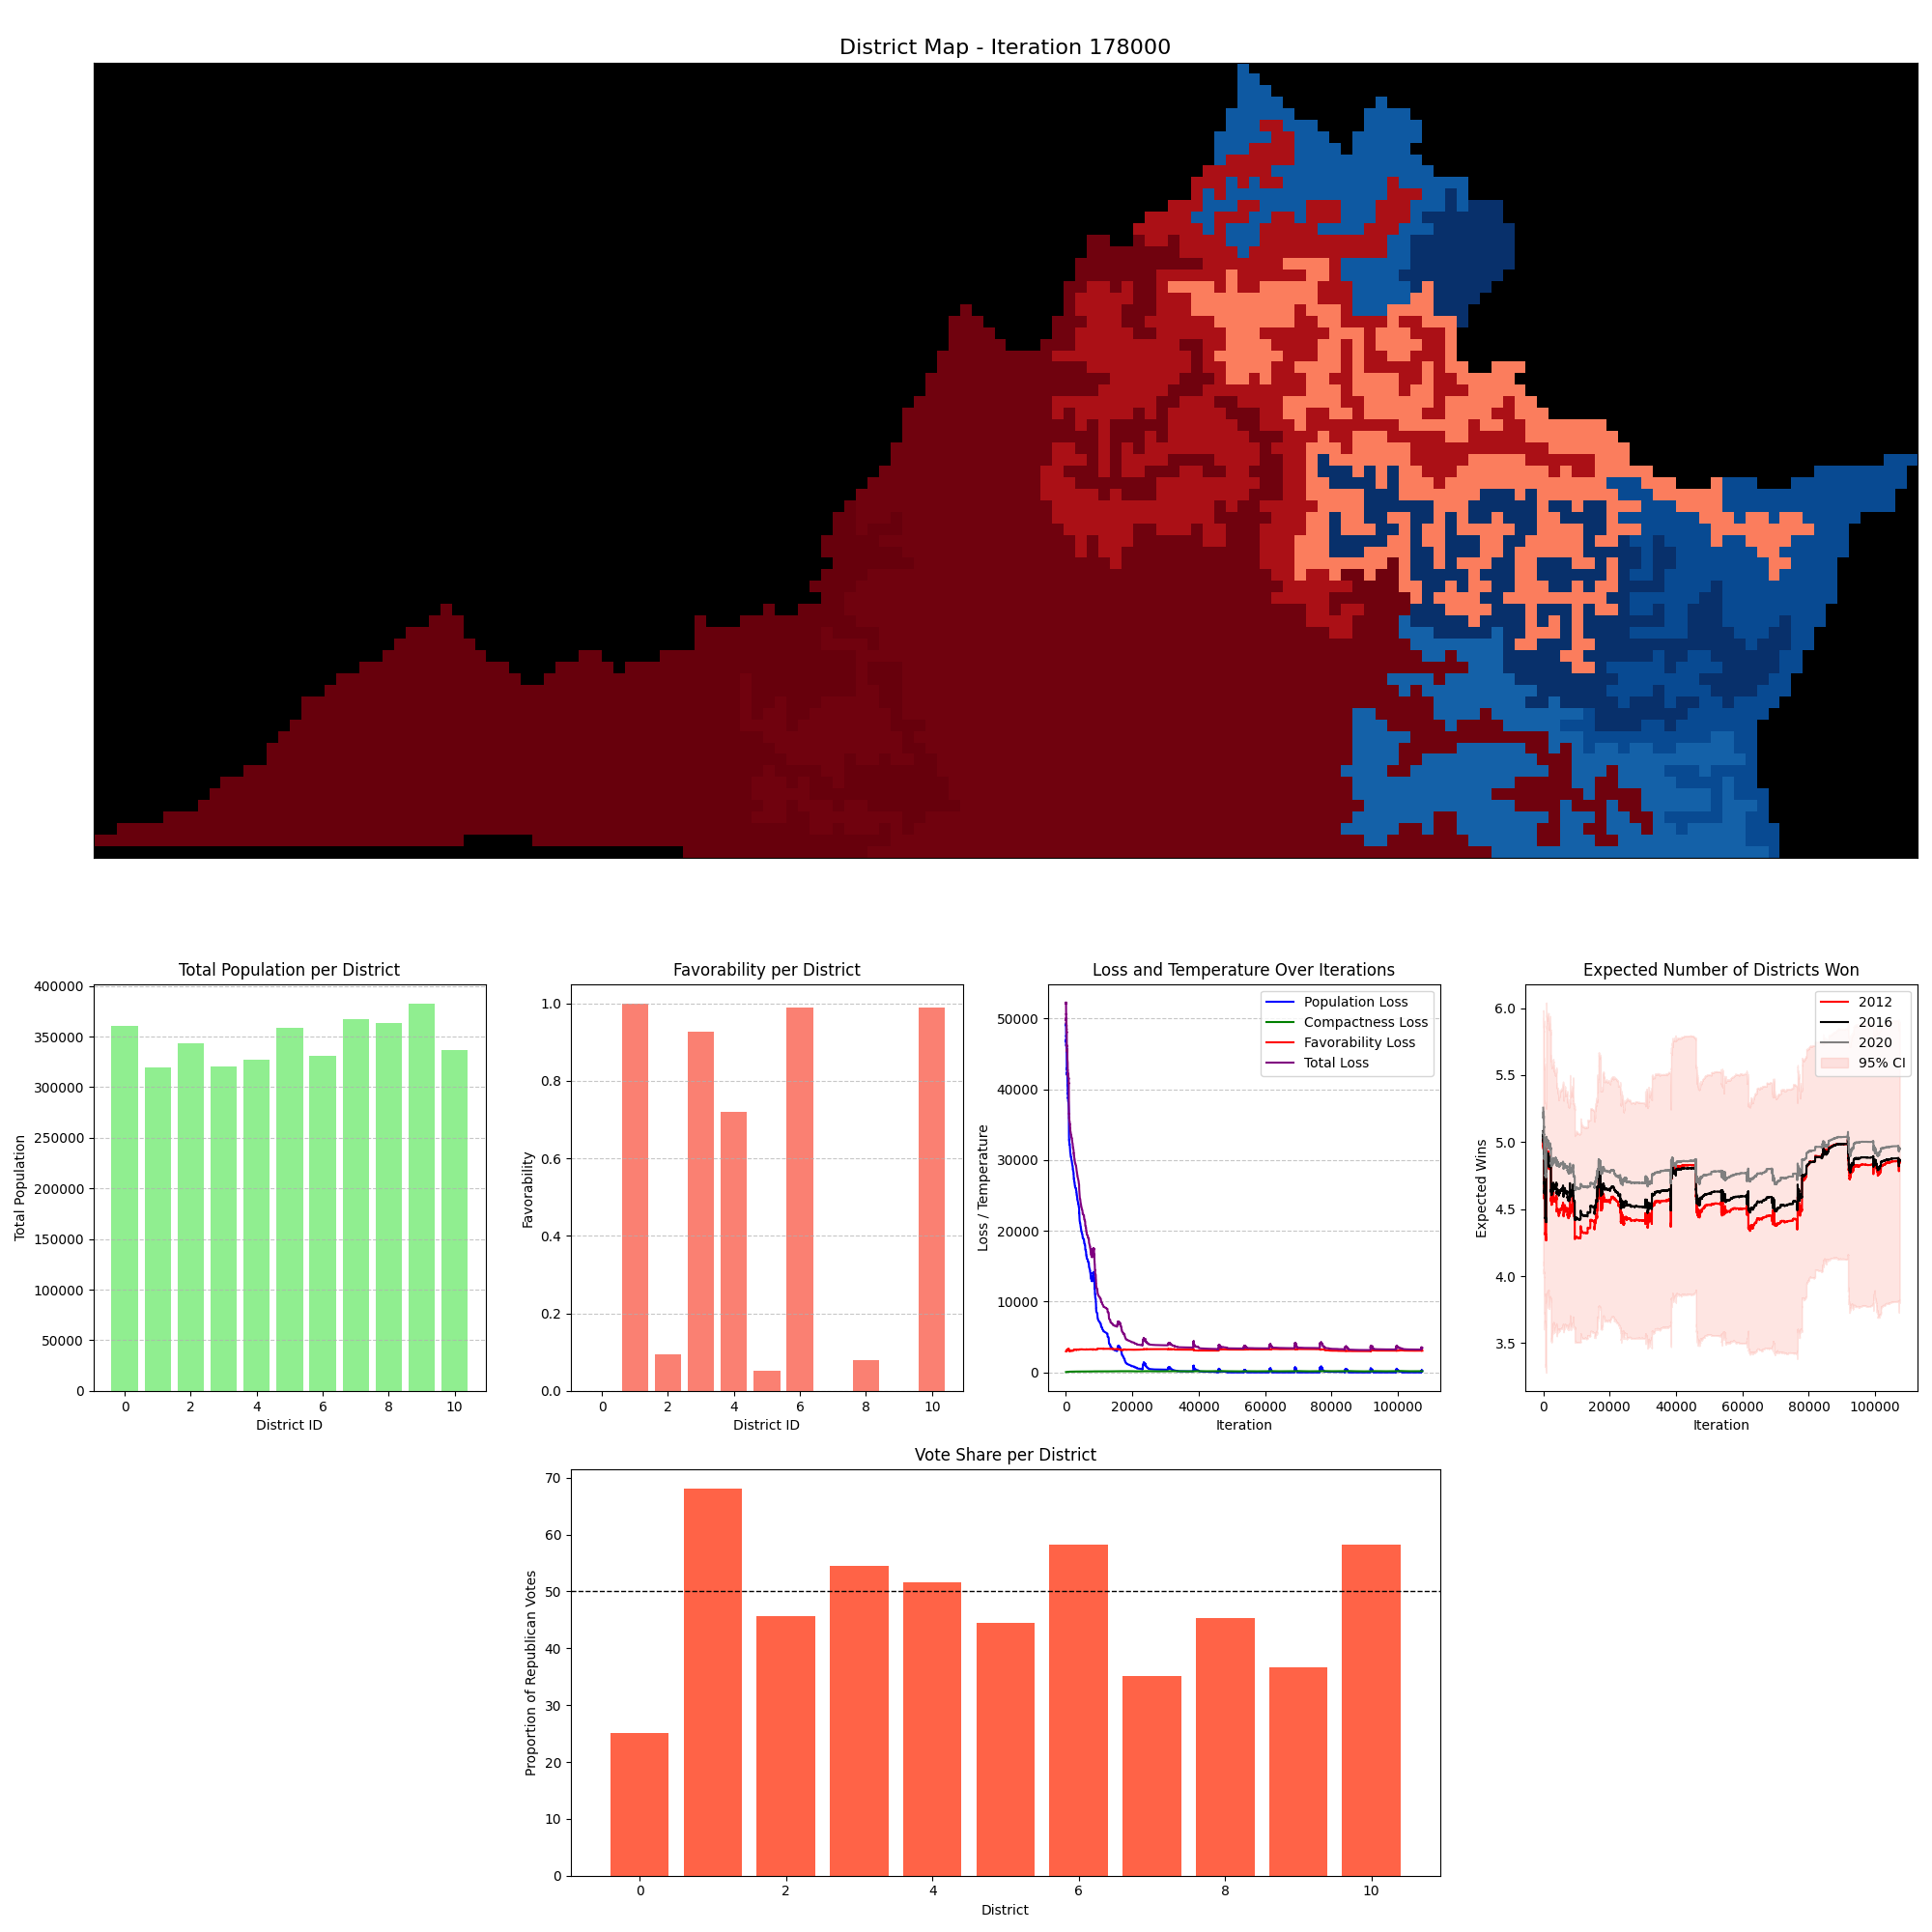 District Map - Iteration 178000
Total Population per District
Total Population
400000
350000
300000
250000
200000
150000
100000
50000
0
0 2 4 6 8 10
District ID
Favorability per District
Favorability
1.0
0.8
0.6
0.4
0.2
0.0
0 2 4 6 8 10
District ID
Loss and Temperature Over Iterations
Loss / Temperature
50000
40000
30000
20000
10000
0
Population Loss
Compactness Loss
Favorability Loss
Total Loss
0 20000 40000 60000 80000 100000
Iteration
Expected Number of Districts Won
Expected Wins
6.0
5.5
5.0
4.5
4.0
3.5
2012
2016
2020
95% CI
0 20000 40000 60000 80000 100000
Iteration
Vote Share per District
Proportion of Republican Votes
70
60
50
40
30
20
10
0
0 2 4 6 8 10
District